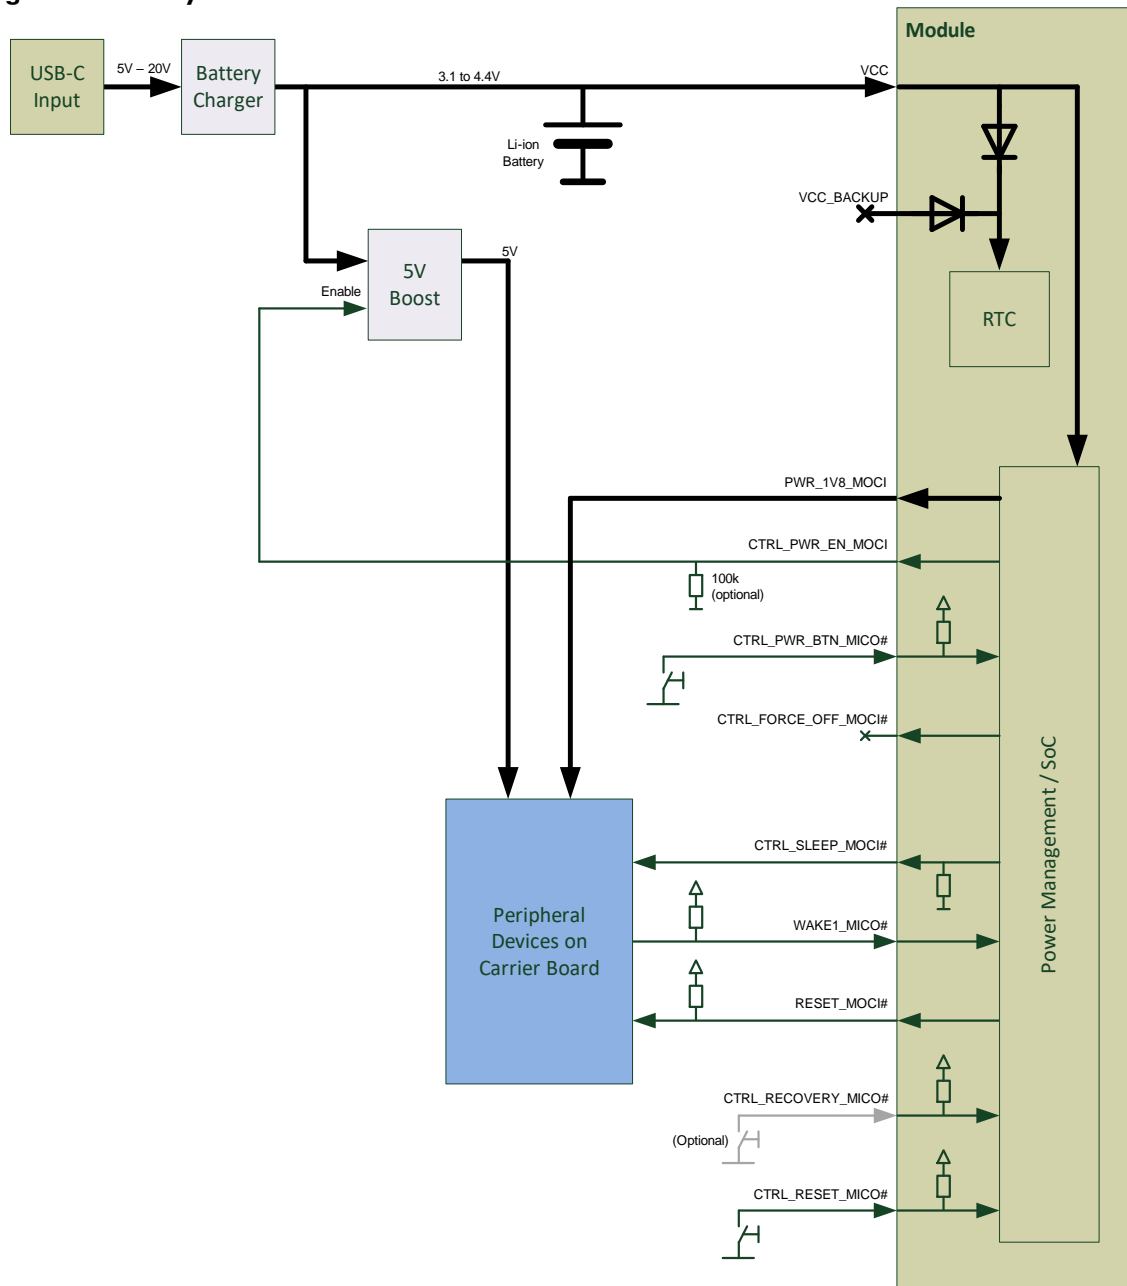 Module
USB-C
Input
5V – 20V
Battery
Charger
3.1 to 4.4V
VCC
Li-ion
Battery
VCC_BACKUP
5V
Boost
5V
Enable
RTC
PWR_1V8_MOCI
CTRL_PWR_EN_MOCI
100k
(optional)
CTRL_PWR_BTN_MICO#
CTRL_FORCE_OFF_MOCI#
Power Management / SoC
CTRL_SLEEP_MOCI#
Peripheral
Devices on
Carrier Board
WAKE1_MICO#
RESET_MOCI#
CTRL_RECOVERY_MICO#
(Optional)
CTRL_RESET_MICO#